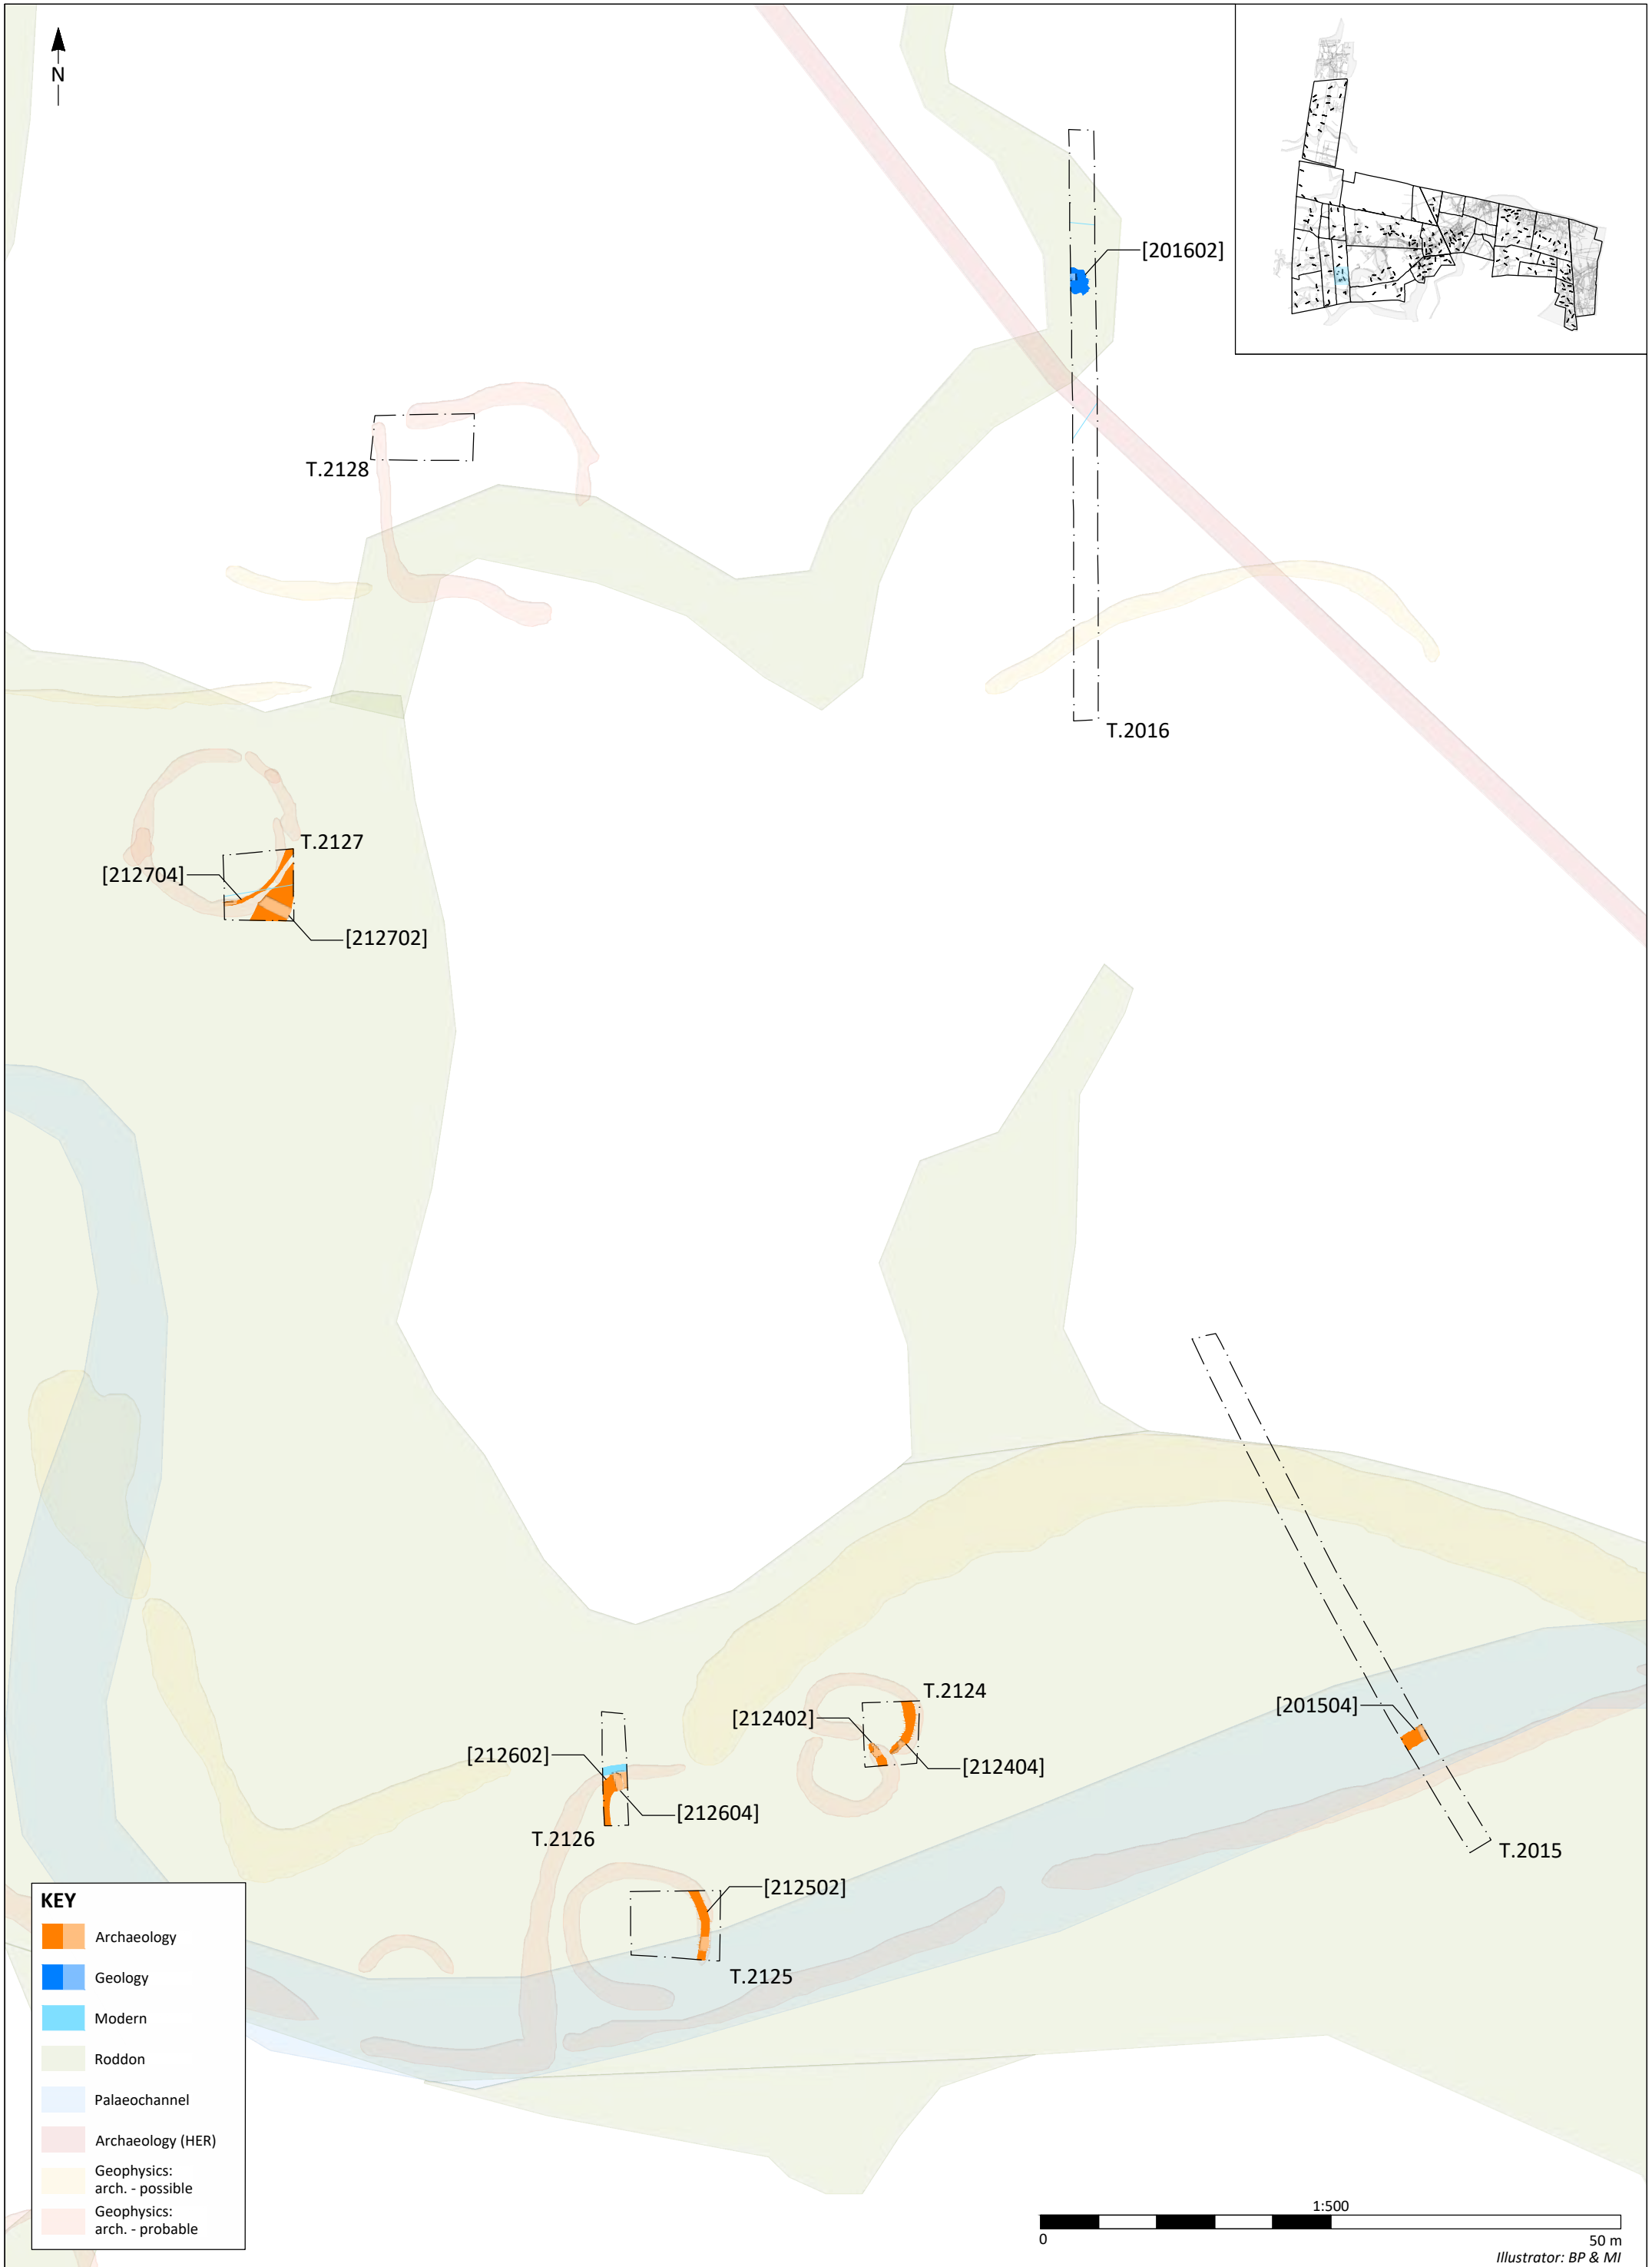 N
[201602]
T.2128
T.2016
T.2127
[212704]
[212702]
T.2124
[212402]
[201504]
[212602]
[212404]
[212604]
T.2126
T.2015
[212502]
T.2125
KEY
Archaeology
Geology
Modern
Roddon
Palaeochannel
Archaeology (HER)
Geophysics:
arch. - possible
Geophysics:
arch. - probable
1:500
0
50 m
Illustrator: BP & MI